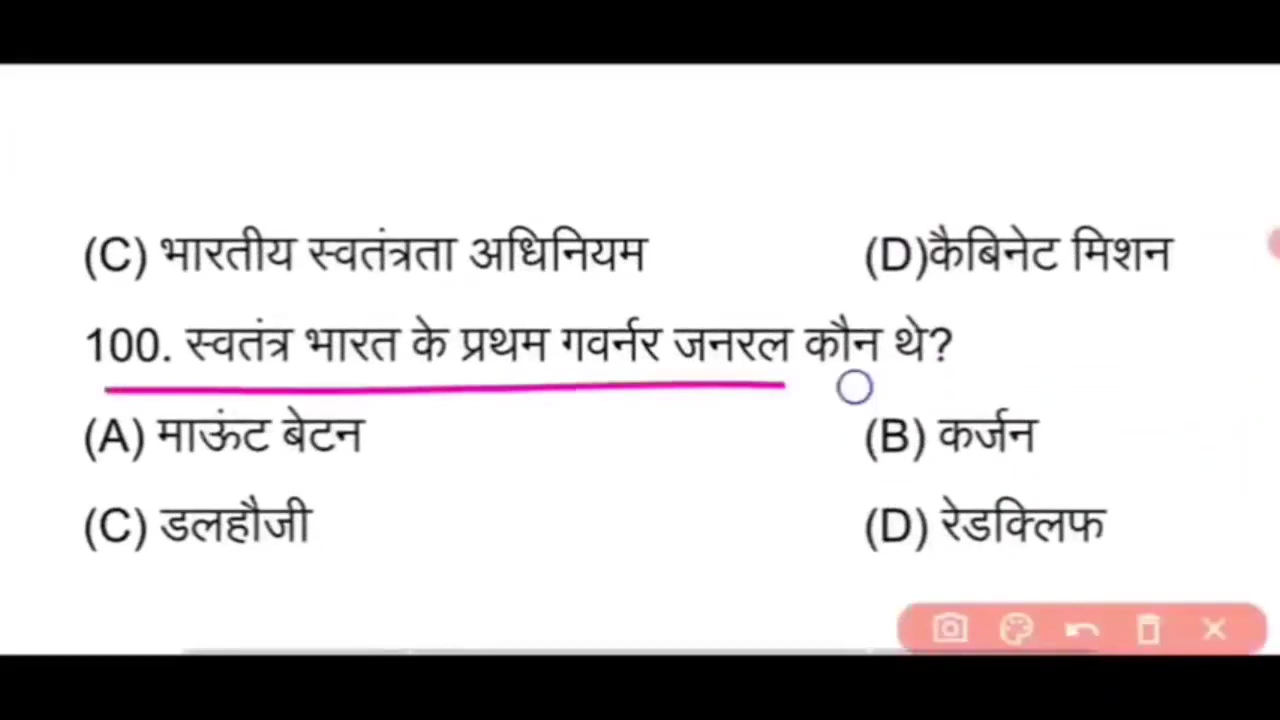 (C) भारतीय स्वतंत्रता अधिनियम (D)कैबिनेट मिशन
100. स्वतंत्र भारत के प्रथम गवर्नर जनरल कौन थे?
(A) माऊंट बेटन (B) कर्जन
(C) डलहौजी (D) रेडक्लिफ